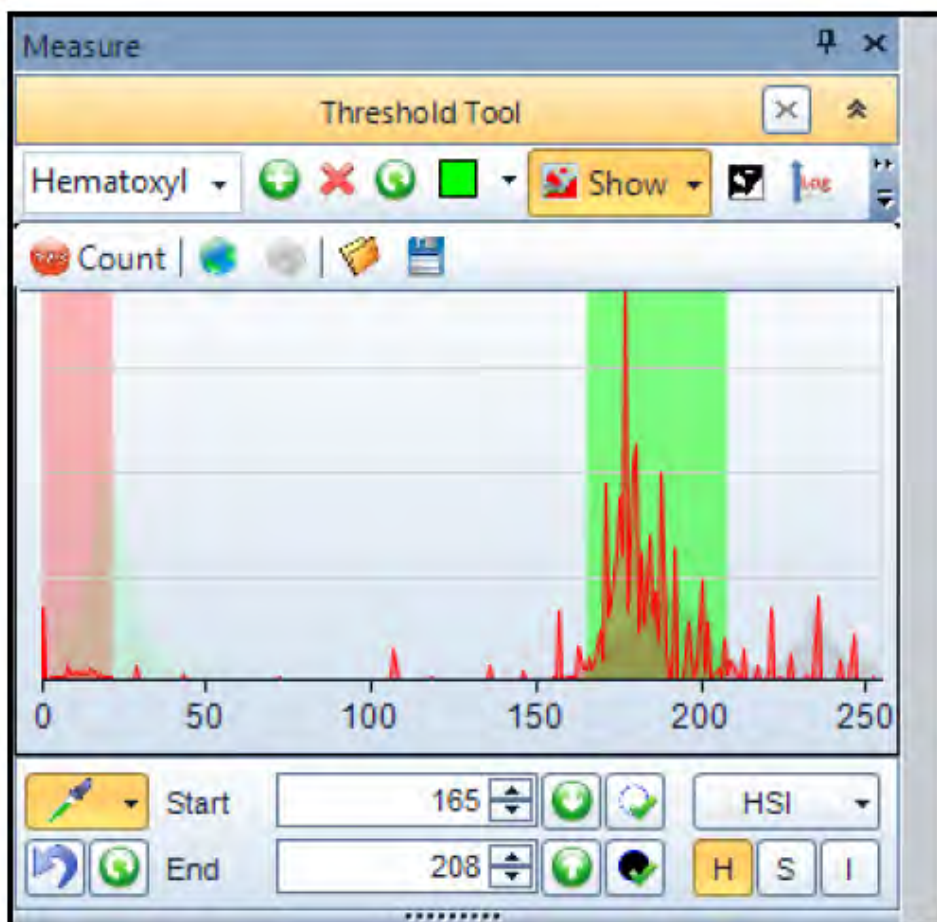 Measure
Threshold Tool
Hematoxyl Show LOG
Count
0 50 100 150 200 250
Start 165 HSI
End 208 H S I